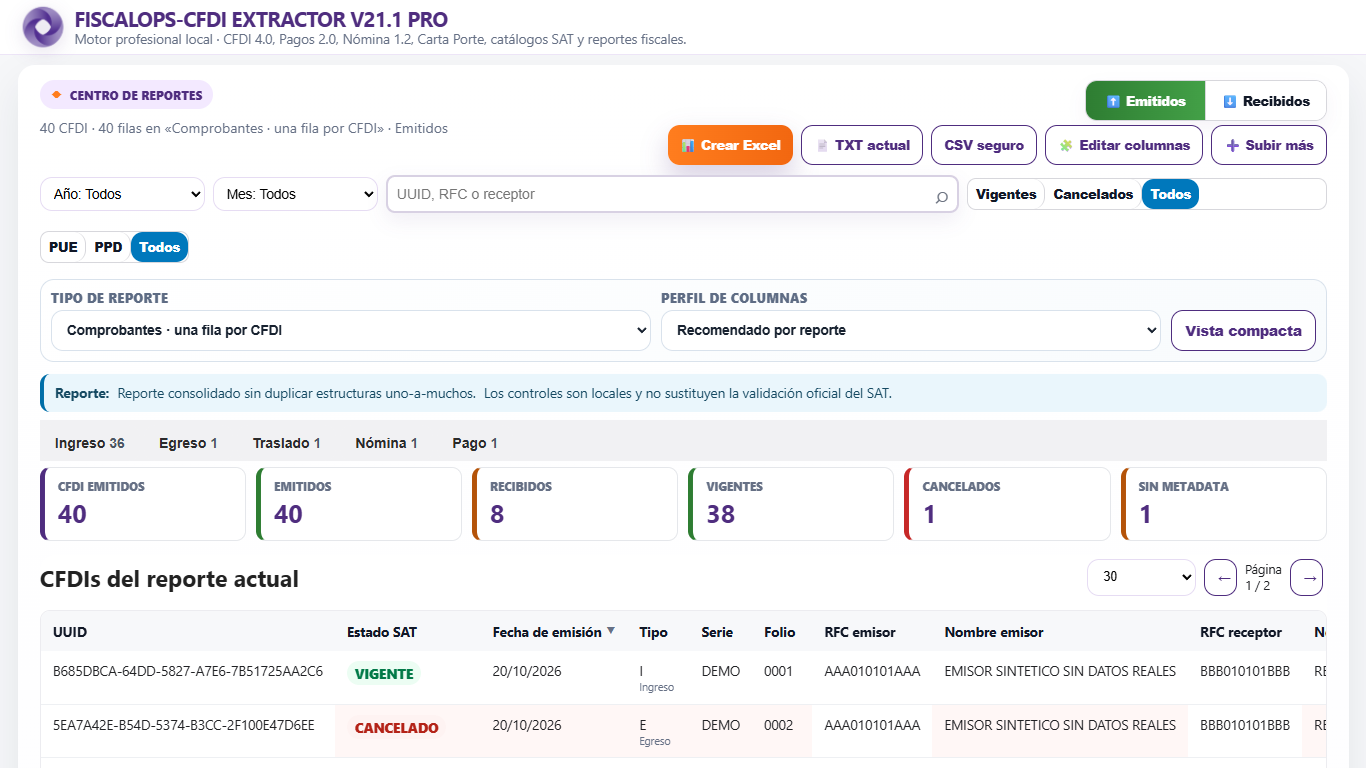 FISCALOPS-CFDI EXTRACTOR V21.1 PRO
Motor profesional local · CFDI 4.0, Pagos 2.0, Nómina 1.2, Carta Porte, catálogos SAT y reportes fiscales.
CENTRO DE REPORTES
Emitidos Recibidos
40 CFDI · 40 filas en «Comprobantes · una fila por CFDI» · Emitidos
Crear Excel TXT actual CSV seguro Editar columnas Subir más
Año: Todos Mes: Todos UUID, RFC o receptor Vigentes Cancelados Todos
PUE PPD Todos
TIPO DE REPORTE PERFIL DE COLUMNAS
Comprobantes · una fila por CFDI Recomendado por reporte Vista compacta
Reporte: Reporte consolidado sin duplicar estructuras uno-a-muchos. Los controles son locales y no sustituyen la validación oficial del SAT.
Ingreso 36 Egreso 1 Traslado 1 Nómina 1 Pago 1
CFDI EMITIDOS EMITIDOS RECIBIDOS VIGENTES CANCELADOS SIN METADATA
40 40 8 38 1 1
CFDIs del reporte actual 30 ← Página 1 / 2 →
UUID Estado SAT Fecha de emisión ▼ Tipo Serie Folio RFC emisor Nombre emisor RFC receptor
B685DBCA-64DD-5827-A7E6-7B51725AA2C6 VIGENTE 20/10/2026 I DEMO 0001 AAA010101AAA EMISOR SINTETICO SIN DATOS REALES BBB010101BBB
Ingreso
5EA7A42E-B54D-5374-B3CC-2F100E47D6EE CANCELADO 20/10/2026 E DEMO 0002 AAA010101AAA EMISOR SINTETICO SIN DATOS REALES BBB010101BBB
Egreso